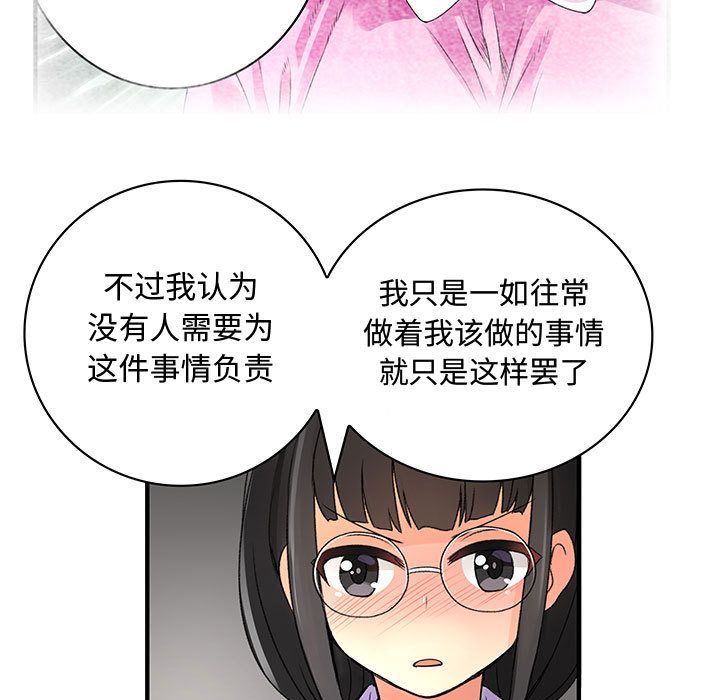 不过我认为
没有人需要为
这件事情负责
我只是一如往常
做着我该做的事情
就只是这样罢了